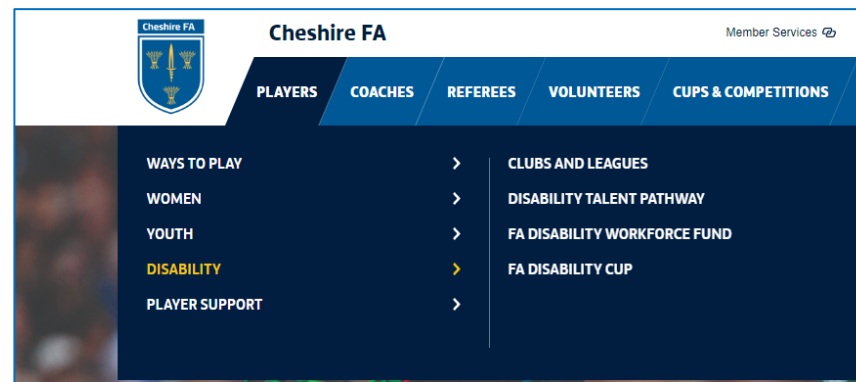 Cheshire FA
Cheshire FA
Member Services
PLAYERS
COACHES
REFEREES
VOLUNTEERS
CUPS & COMPETITIONS
WAYS TO PLAY
WOMEN
YOUTH
DISABILITY
PLAYER SUPPORT
CLUBS AND LEAGUES
DISABILITY TALENT PATHWAY
FA DISABILITY WORKFORCE FUND
FA DISABILITY CUP